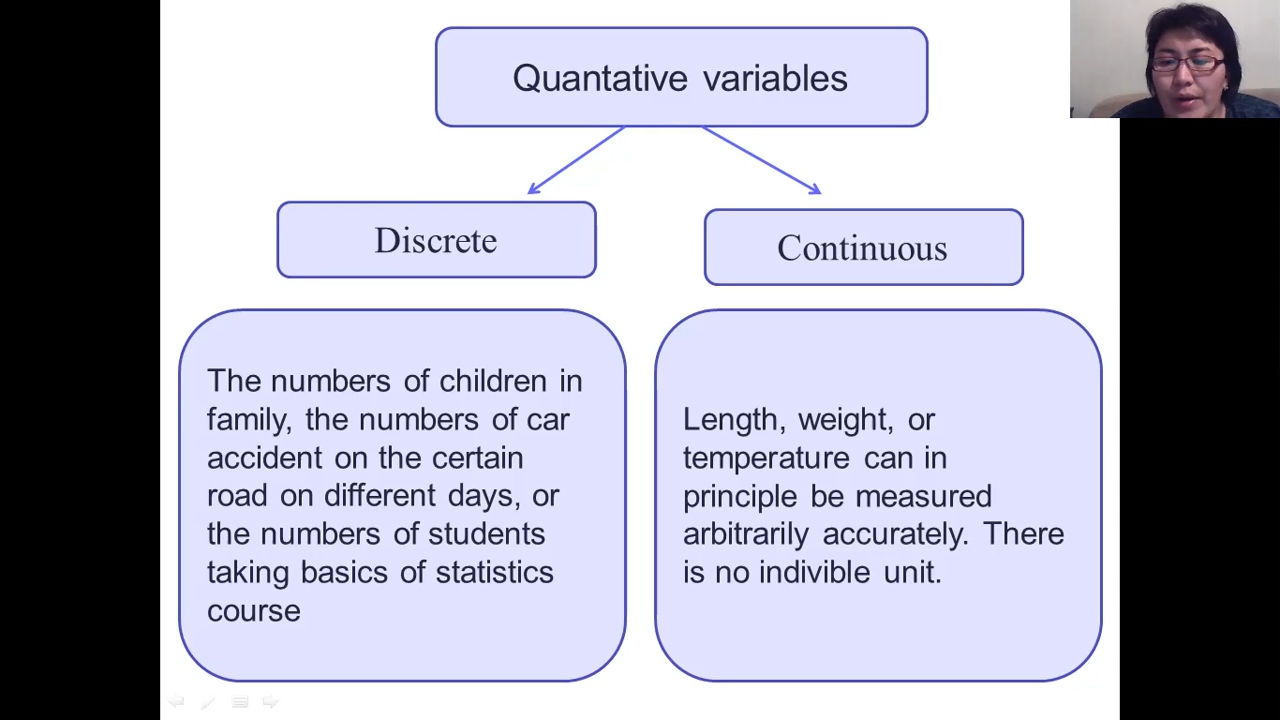 Quantative variables
Discrete
Continuous
The numbers of children in
family, the numbers of car
accident on the certain
road on different days, or
the numbers of students
taking basics of statistics
course
Length, weight, or
temperature can in
principle be measured
arbitrarily accurately. There
is no indivible unit.